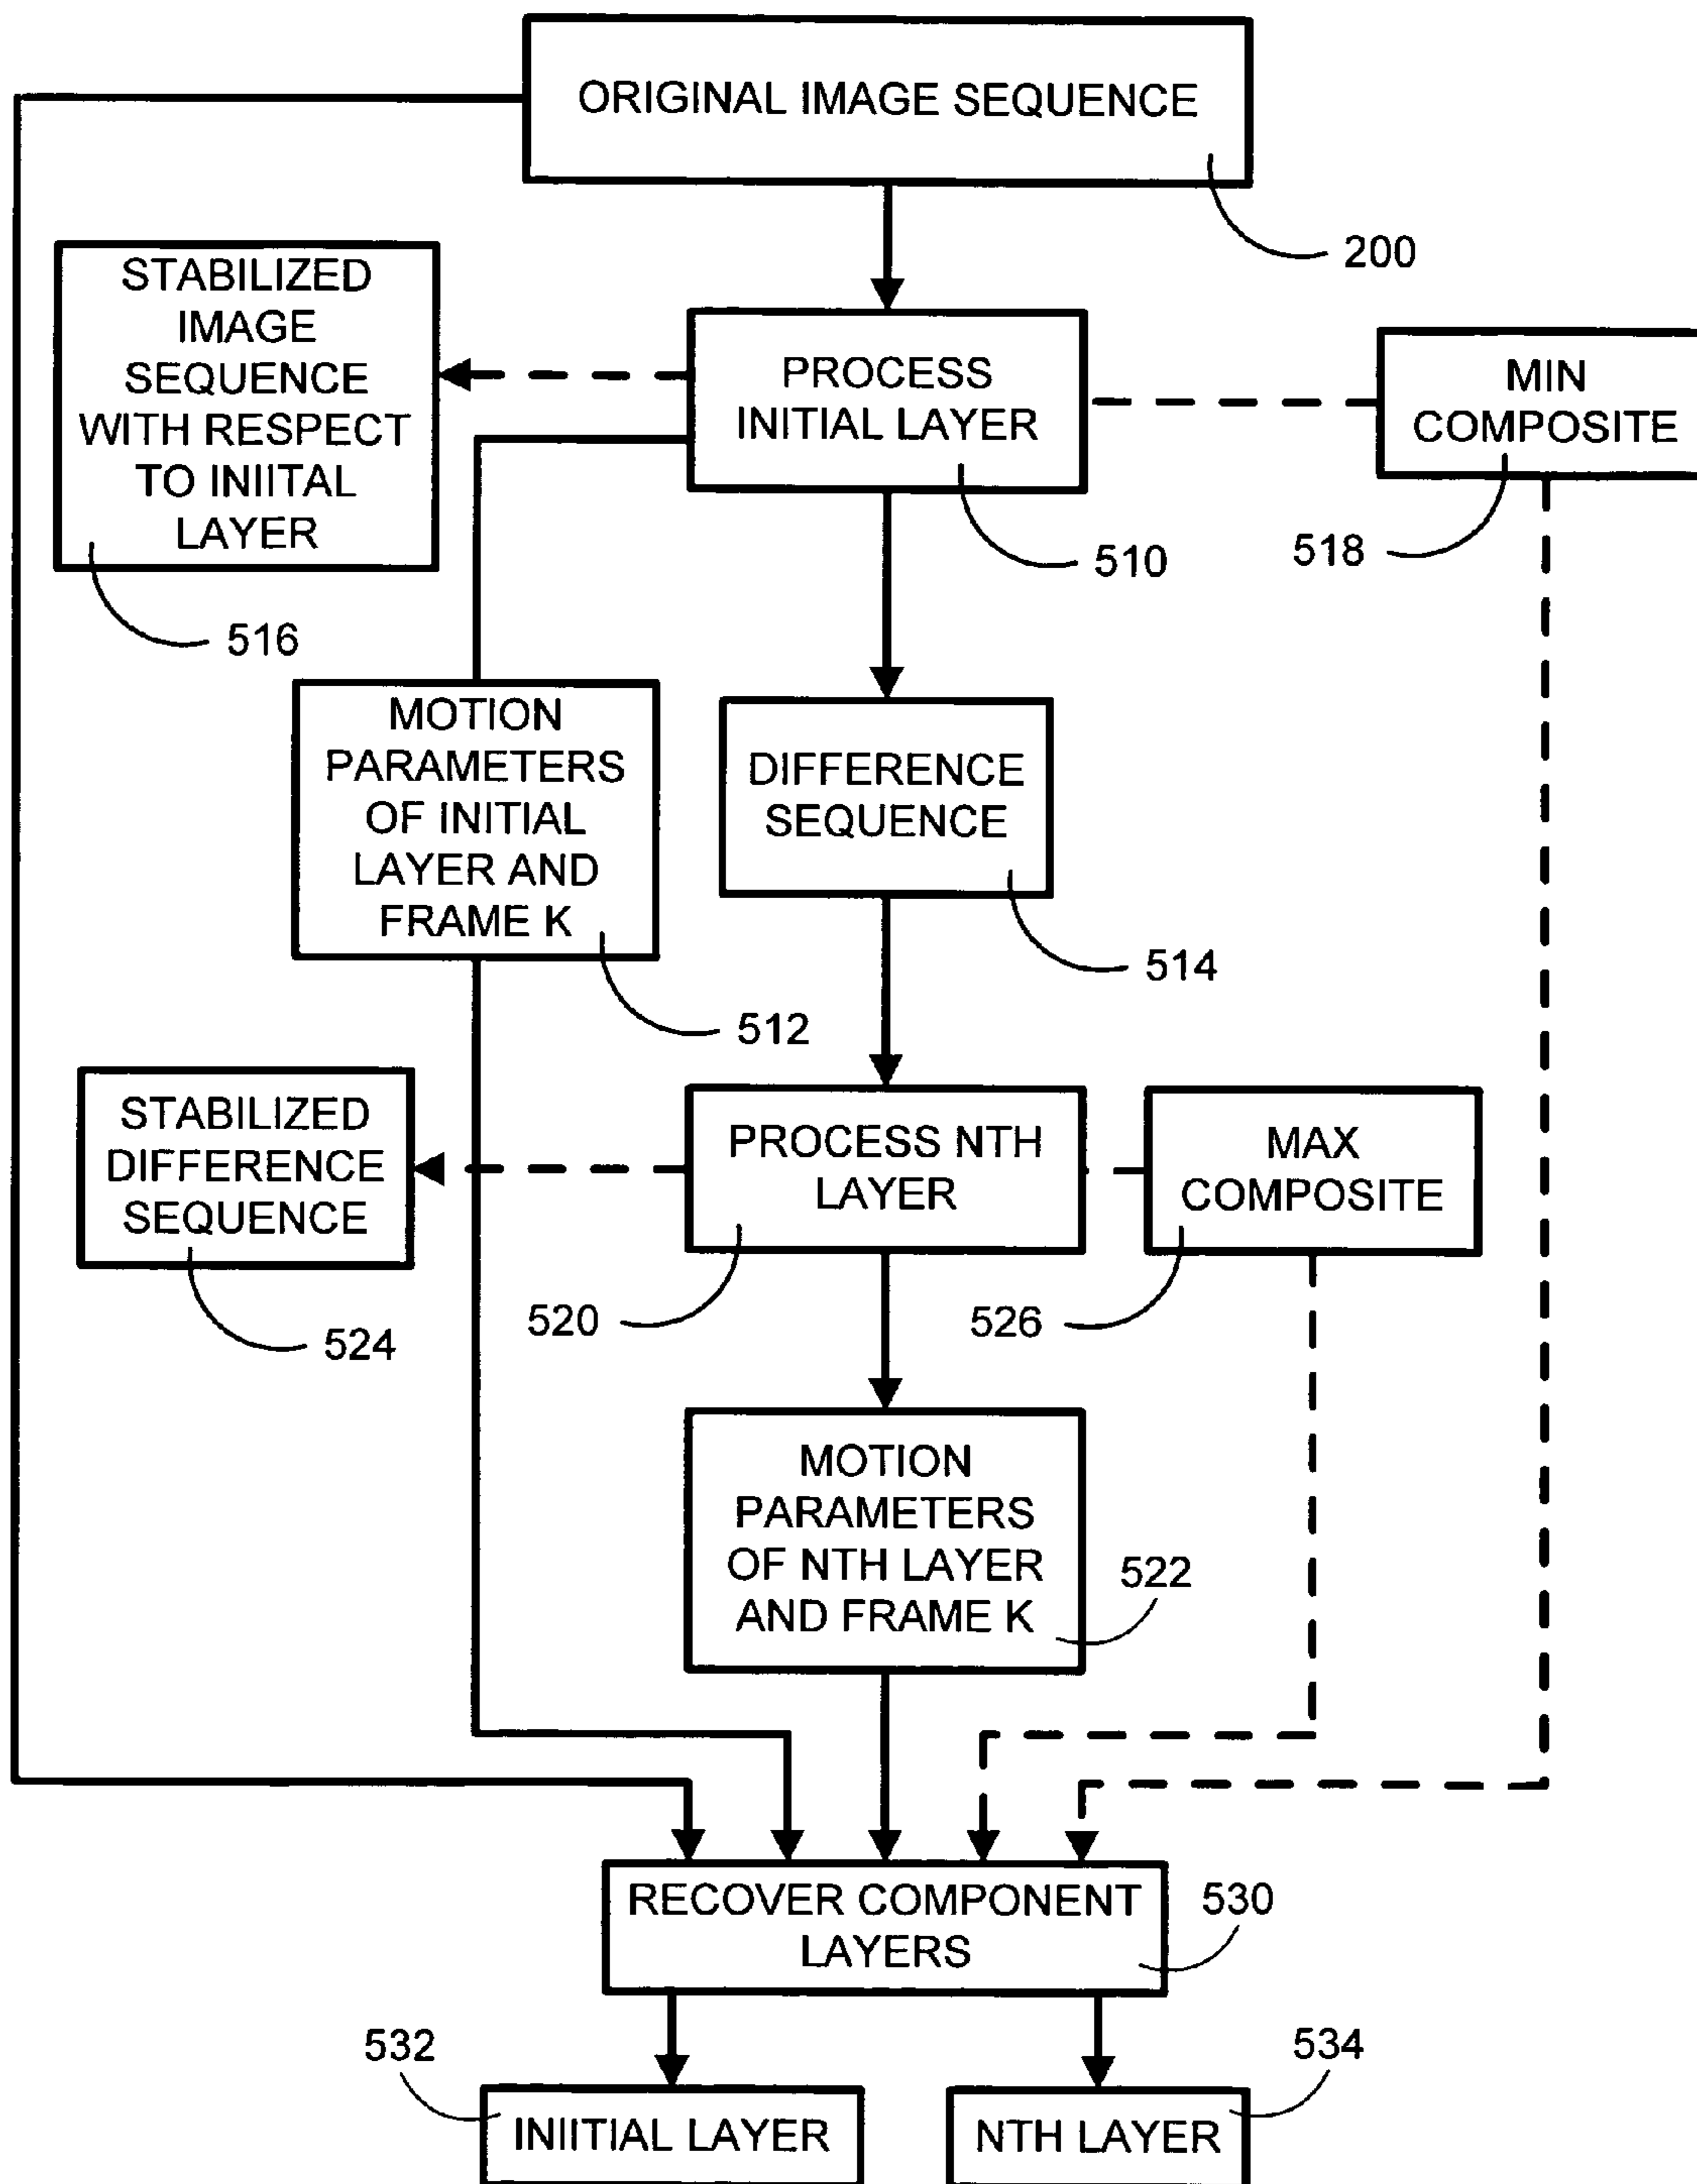 ORIGINAL IMAGE SEQUENCE
200
STABILIZED
IMAGE
SEQUENCE
WITH RESPECT
TO INIITAL
LAYER
516
PROCESS
INITIAL LAYER
510
MIN
COMPOSITE
518
MOTION
PARAMETERS
OF INITIAL
LAYER AND
FRAME K
512
DIFFERENCE
SEQUENCE
514
STABILIZED
DIFFERENCE
SEQUENCE
524
PROCESS NTH
LAYER
520
MAX
COMPOSITE
526
MOTION
PARAMETERS
OF NTH LAYER
AND FRAME K
522
RECOVER COMPONENT
LAYERS
530
532
INIITIAL LAYER
534
NTH LAYER